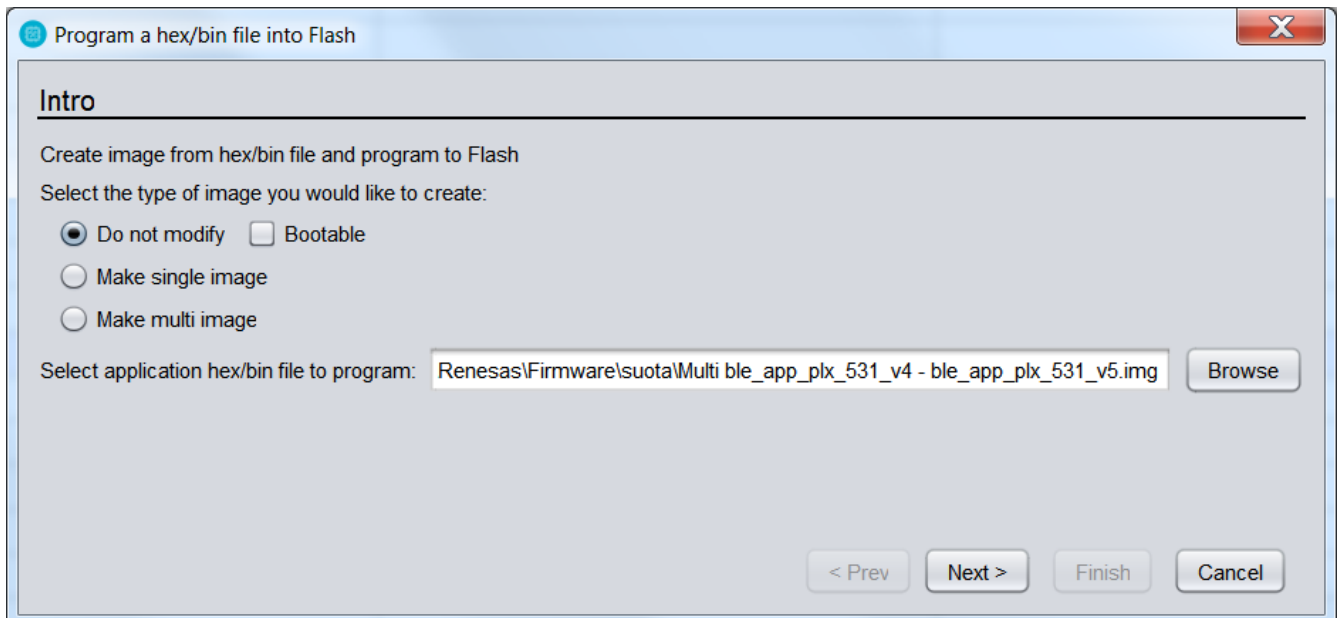 Program a hex/bin file into Flash
Intro
Create image from hex/bin file and program to Flash
Select the type of image you would like to create:
Do not modify Bootable
Make single image
Make multi image
Select application hex/bin file to program: Renesas\Firmware\suota\Multi ble_app_plx_531_v4 - ble_app_plx_531_v5.img Browse
< Prev Next > Finish Cancel